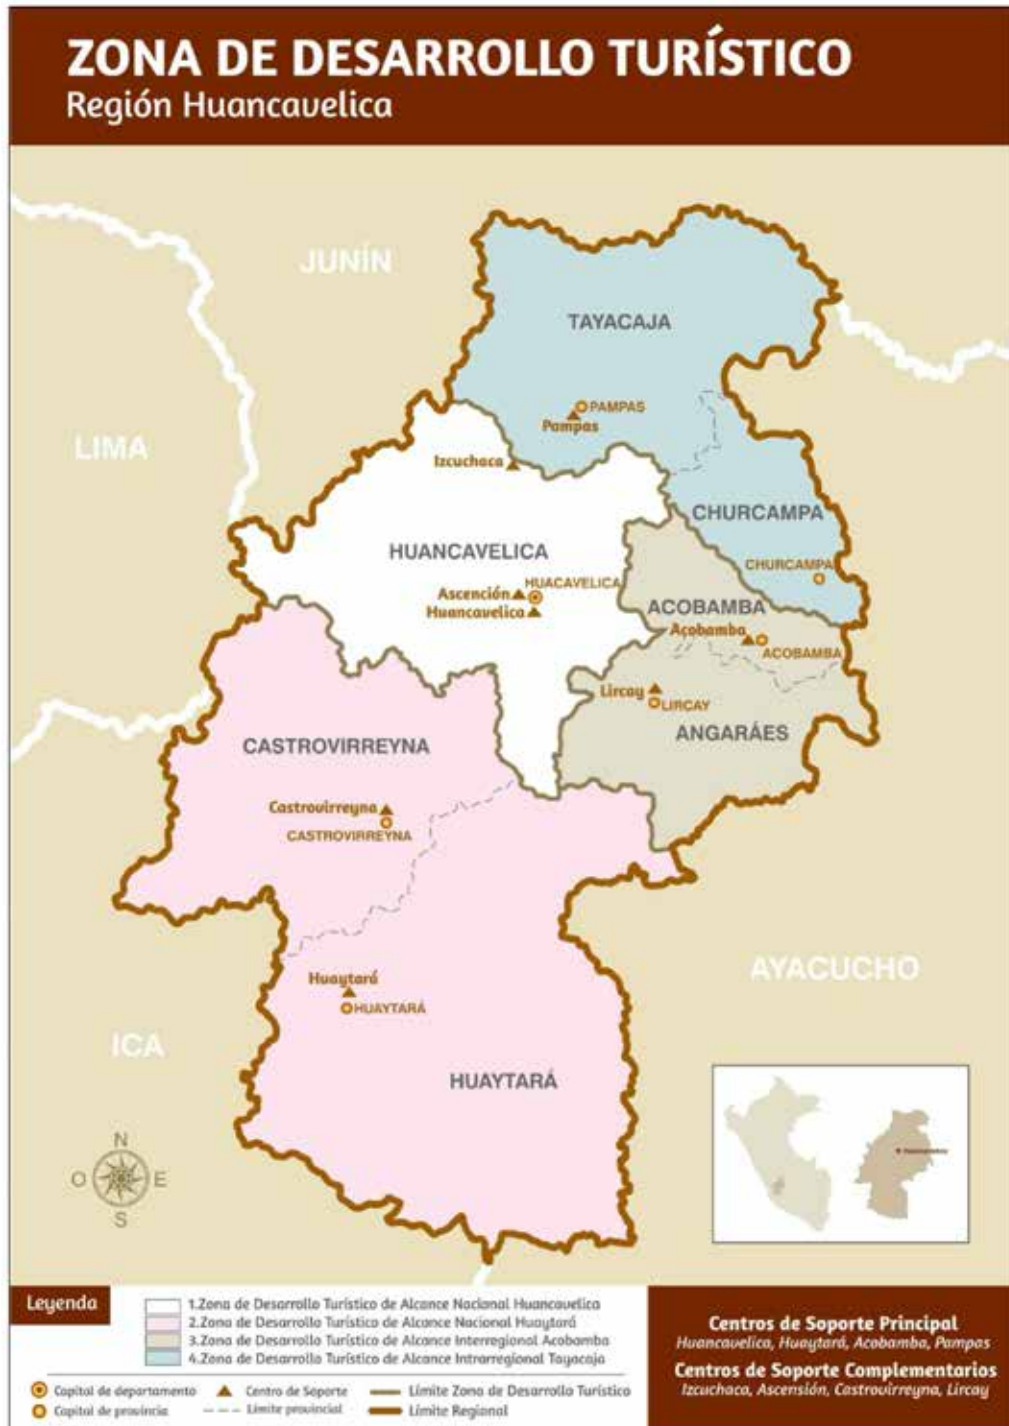 ZONA DE DESARROLLO TURÍSTICO
Región Huancavelica
JUNÍN
TAYACAJA
PAMPAS
Pampas
LIMA
Izcuchaca
CHURCAMPA
HUANCAVELICA
CHURCAMPA
HUACAVELICA
Ascención
Huancavelica
ACOBAMBA
Açobamba
ACOBAMBA
Lircay
LIRCAY
ANGARÁES
CASTROVIRREYNA
Castrovirreyna
CASTROVIRREYNA
AYACUCHO
Huaytará
HUAYTARÁ
ICA
HUAYTARÁ
N
O
E
S
Leyenda
1.Zona de Desarrollo Turístico de Alcance Nacional Huancavelica
2.Zona de Desarrollo Turístico de Alcance Nacional Huaytará
3.Zona de Desarrollo Turístico de Alcance Interregional Acobamba
4.Zona de Desarrollo Turístico de Alcance Intrarregional Tayacaja
Capital de departamento
Centro de Soporte
Límite Zona de Desarrollo Turístico
Capital de provincia
Límite provincial
Límite Regional
Centros de Soporte Principal
Huancavelica, Huaytará, Acobamba, Pampas
Centros de Soporte Complementarios
Izcuchaca, Ascensión, Castrovirreyna, Lircay